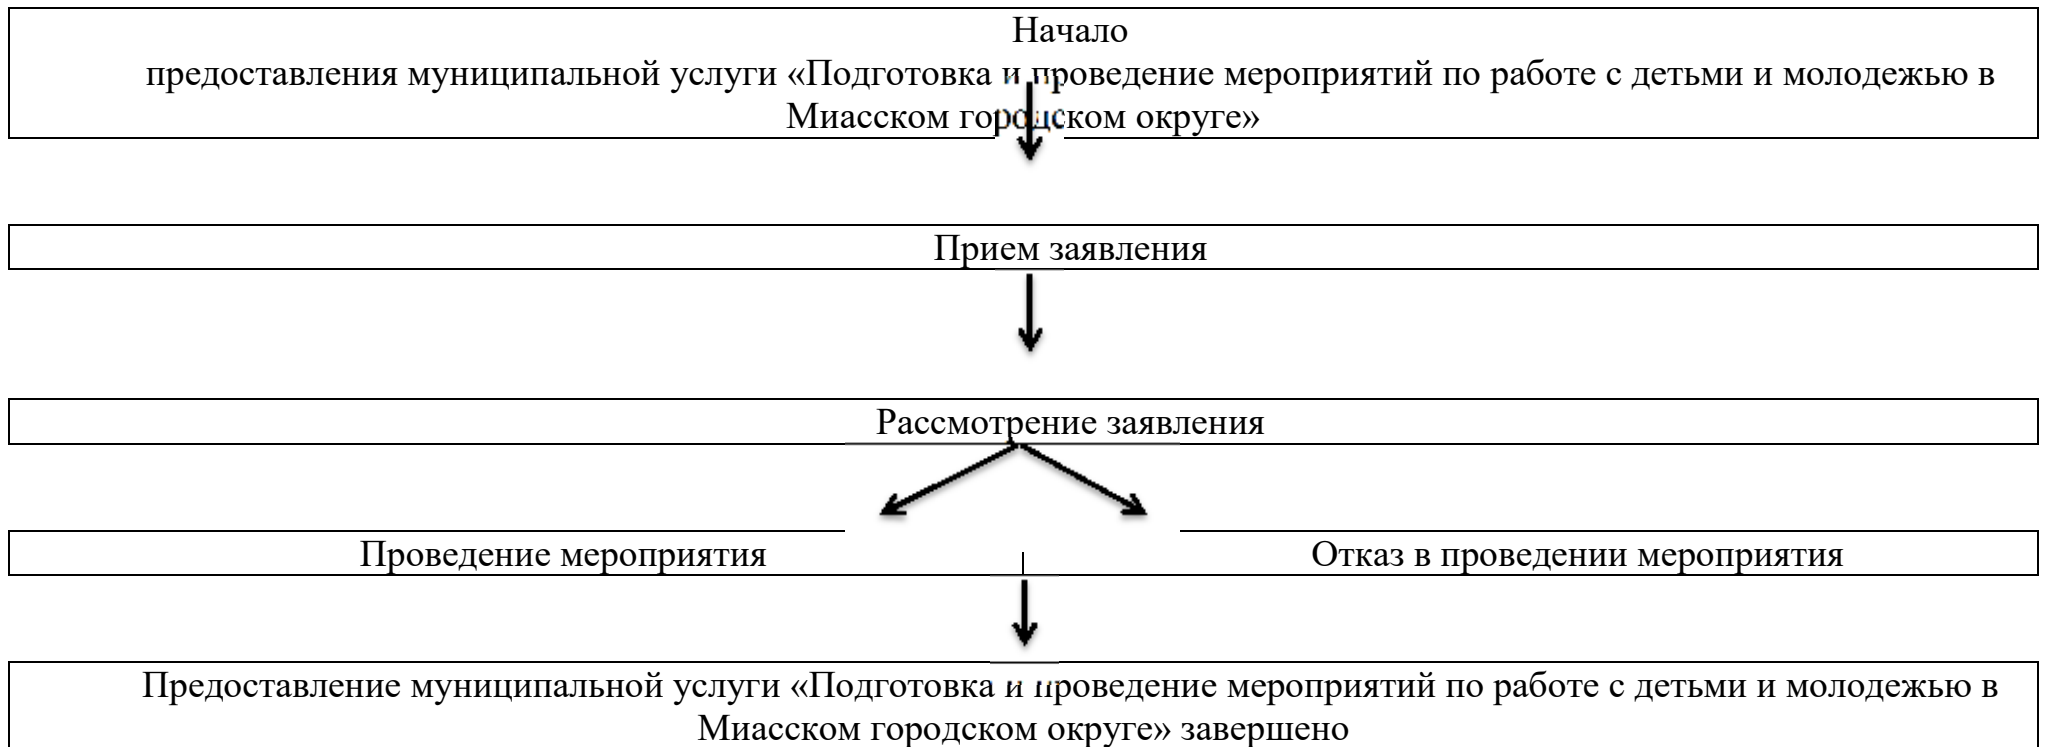 Начало
предоставления муниципальной услуги «Подготовка и проведение мероприятий по работе с детьми и молодежью в
Миасском городском округе»
Прием заявления
Рассмотрение заявления
Проведение мероприятия
Отказ в проведении мероприятия
Предоставление муниципальной услуги «Подготовка и проведение мероприятий по работе с детьми и молодежью в
Миасском городском округе» завершено